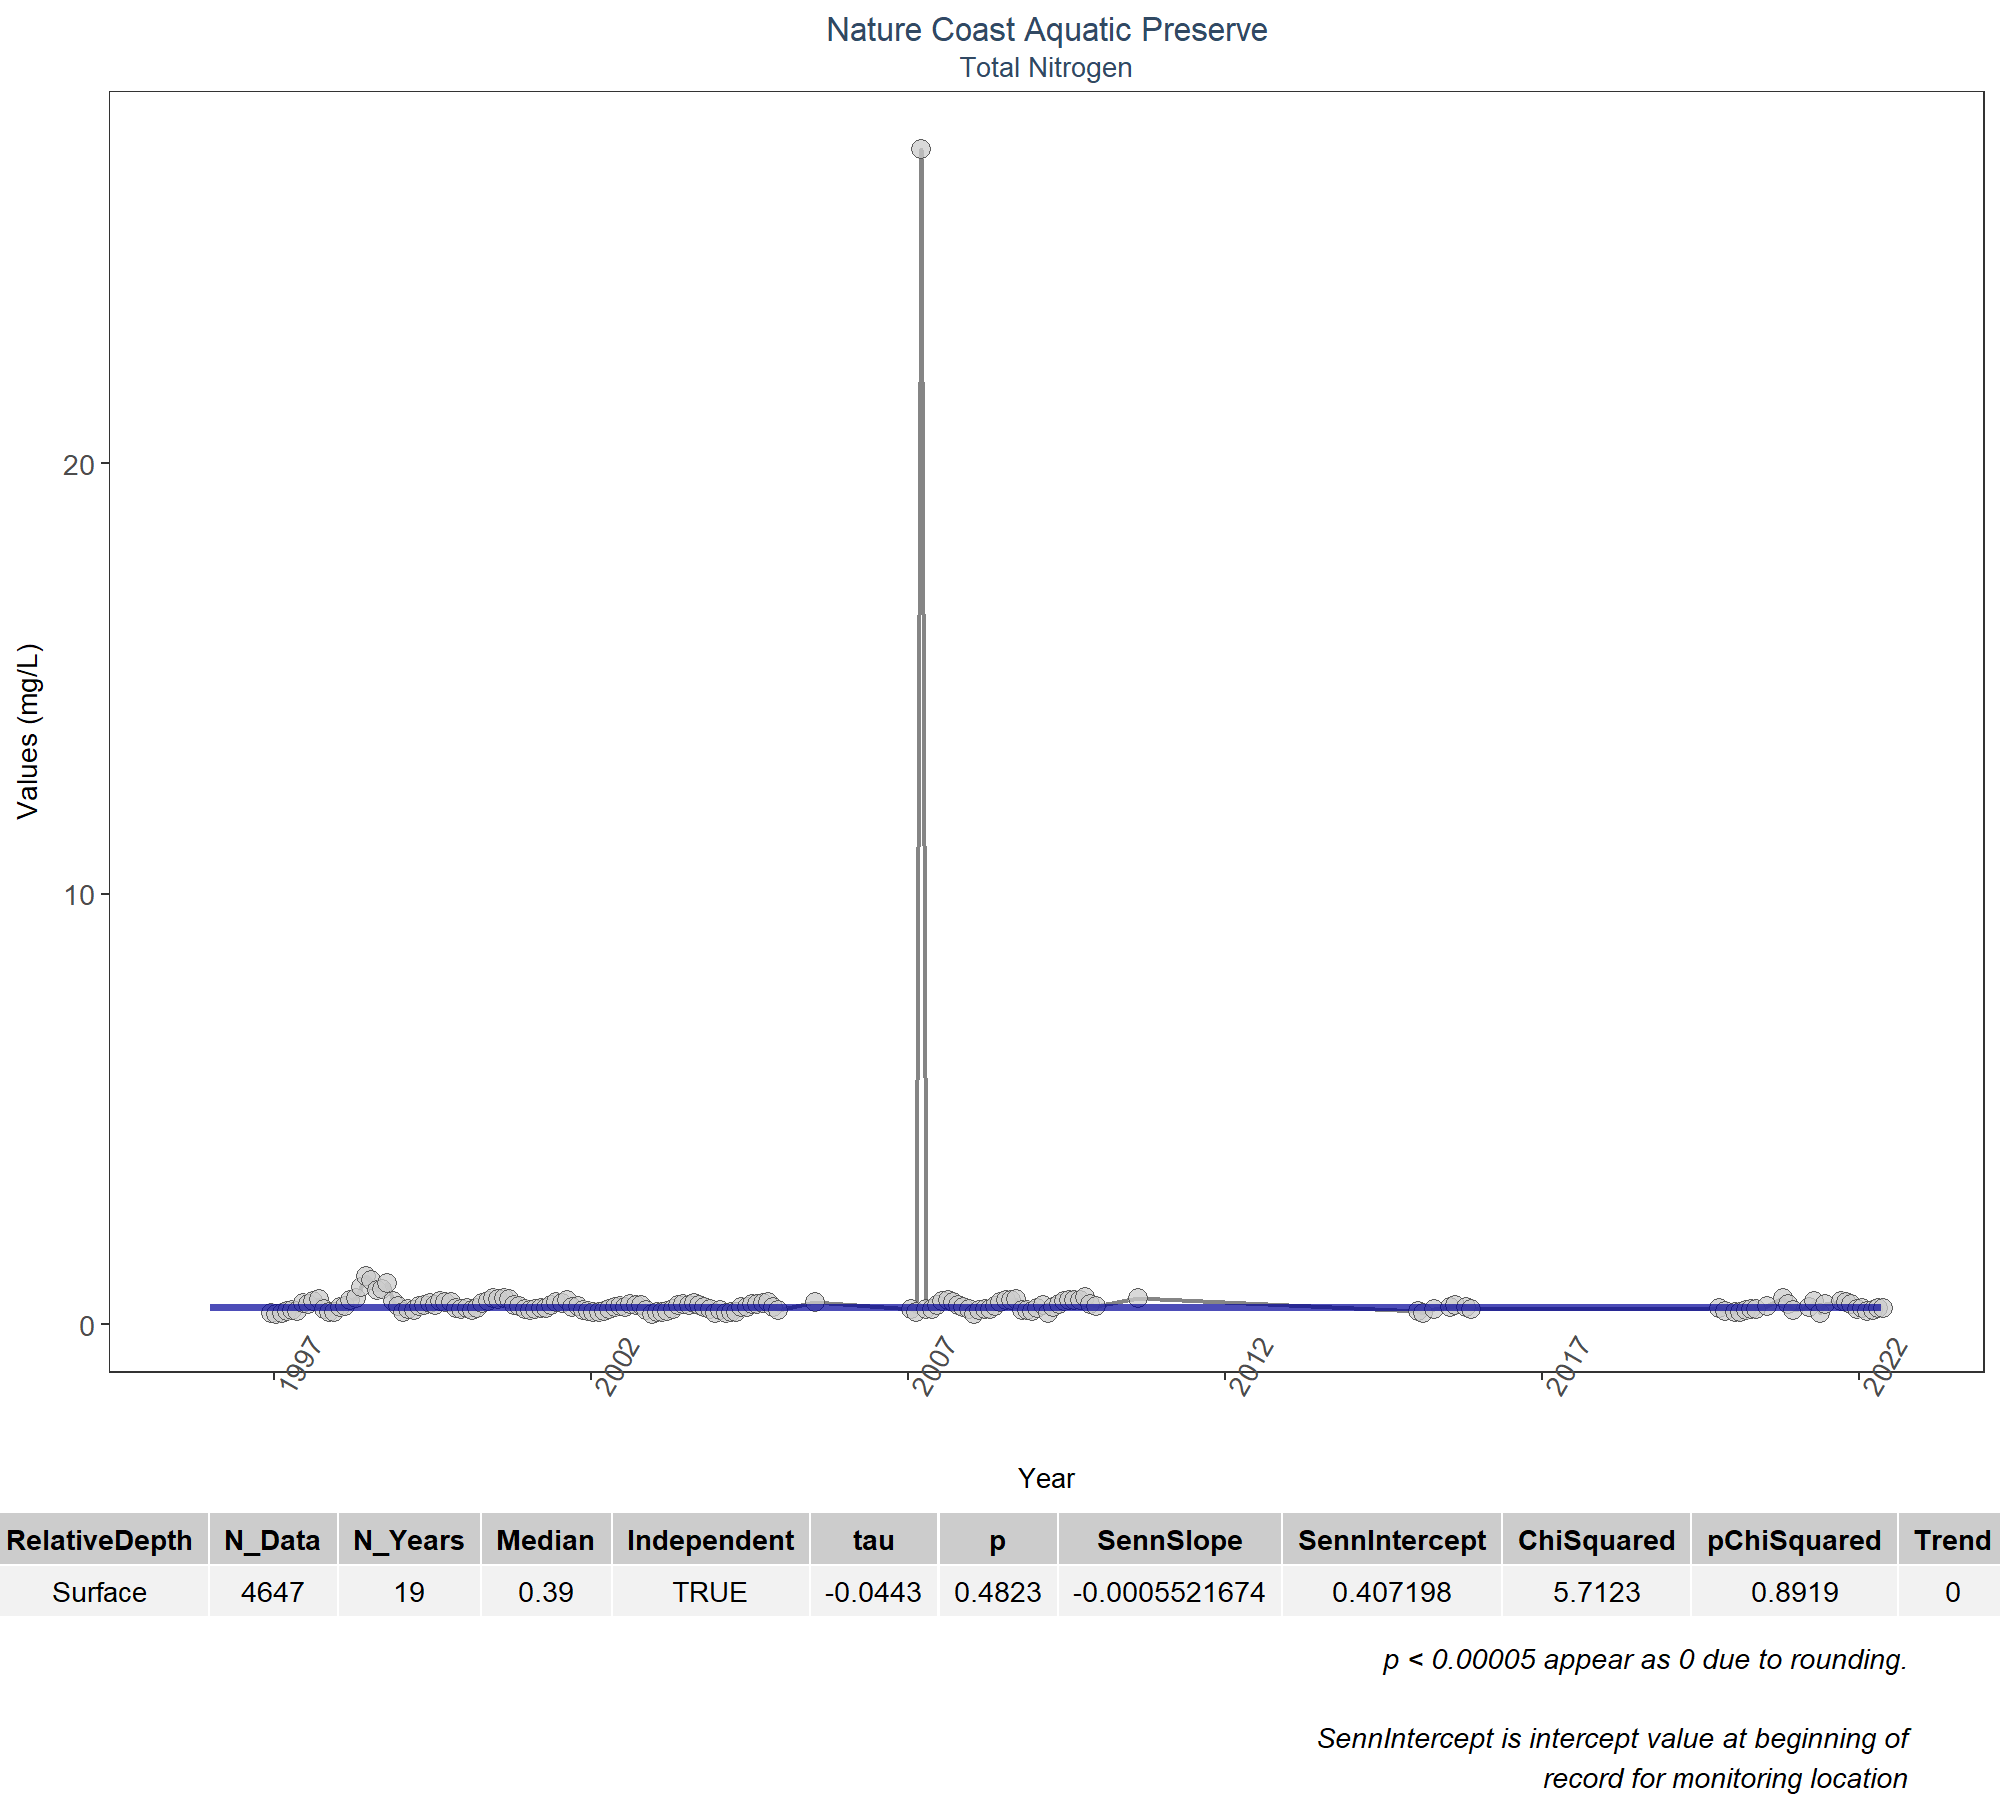 Nature Coast Aquatic Preserve
Total Nitrogen
Values (mg/L)
20
10
0
1997 2002 2007 2012 2017 2022
Year
RelativeDepth N_Data N_Years Median Independent tau p SennSlope SennIntercept ChiSquared pChiSquared Trend
Surface 4647 19 0.39 TRUE -0.0443 0.4823 -0.0005521674 0.407198 5.7123 0.8919 0
p < 0.00005 appear as 0 due to rounding.
SennIntercept is intercept value at beginning of
record for monitoring location